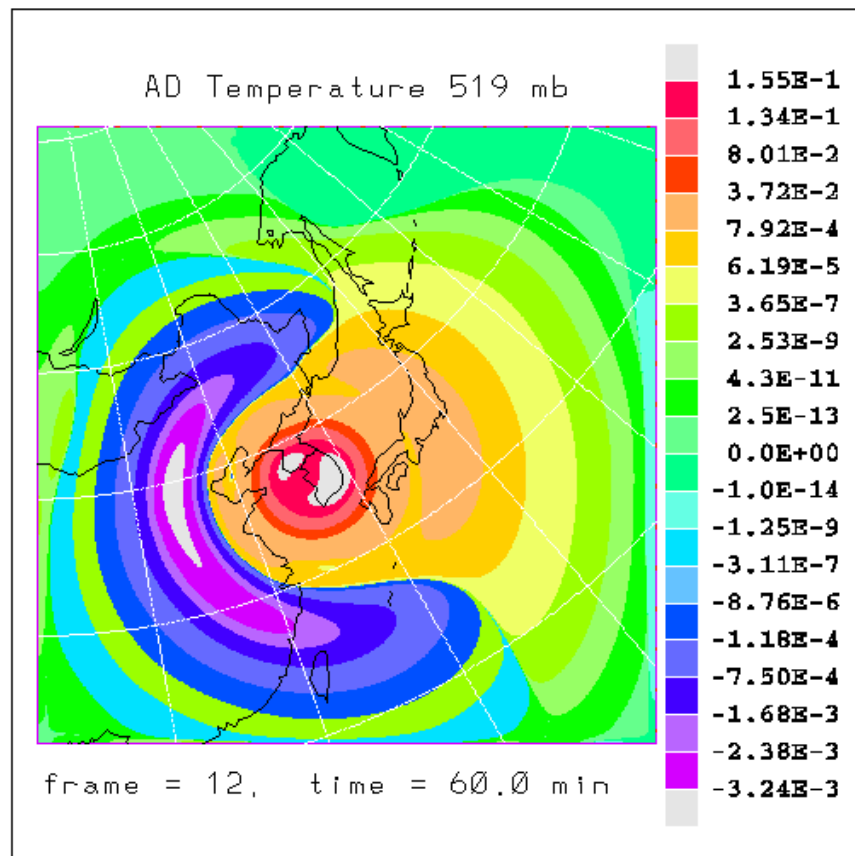 AD Temperature 519 mb
1.55E-1
1.34E-1
8.01E-2
3.72E-2
7.92E-4
6.19E-5
3.65E-7
2.53E-9
4.3E-11
2.5E-13
0.0E+00
-1.0E-14
-1.25E-9
-3.11E-7
-8.76E-6
-1.18E-4
-7.50E-4
-1.68E-3
-2.38E-3
-3.24E-3
frame = 12,   time = 60.0 min